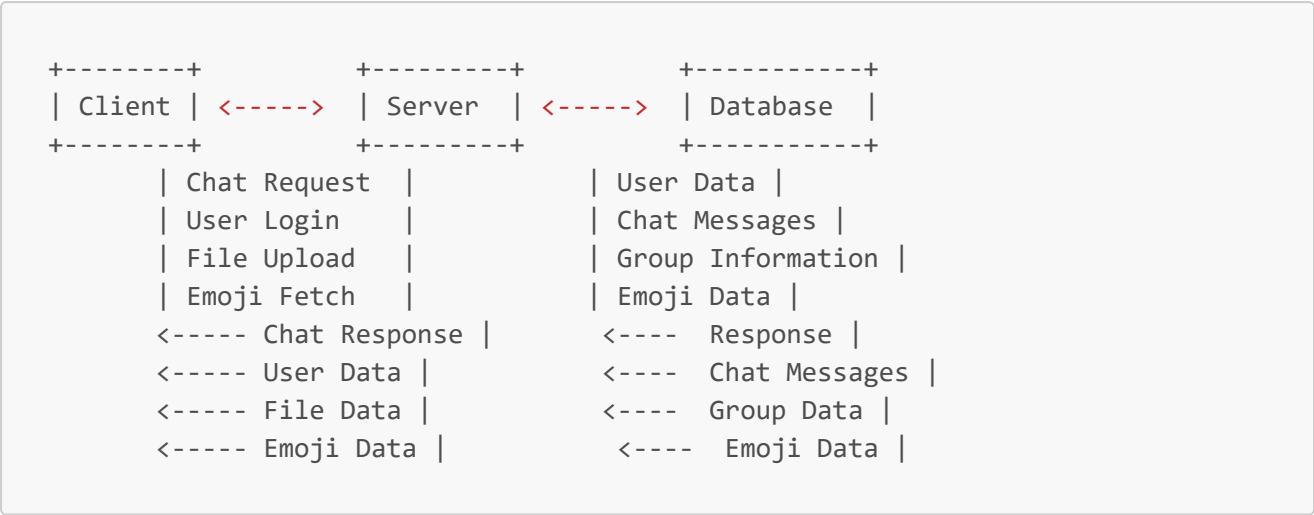 +--------+          +---------+          +-----------+
| Client | <----->  | Server  | <----->  | Database  |
+--------+          +---------+          +-----------+
       | Chat Request  |           | User Data |
       | User Login    |           | Chat Messages |
       | File Upload   |           | Group Information |
       | Emoji Fetch   |           | Emoji Data |
       <----- Chat Response |       <----  Response |
       <----- User Data |           <----  Chat Messages |
       <----- File Data |           <----  Group Data |
       <----- Emoji Data |           <----  Emoji Data |